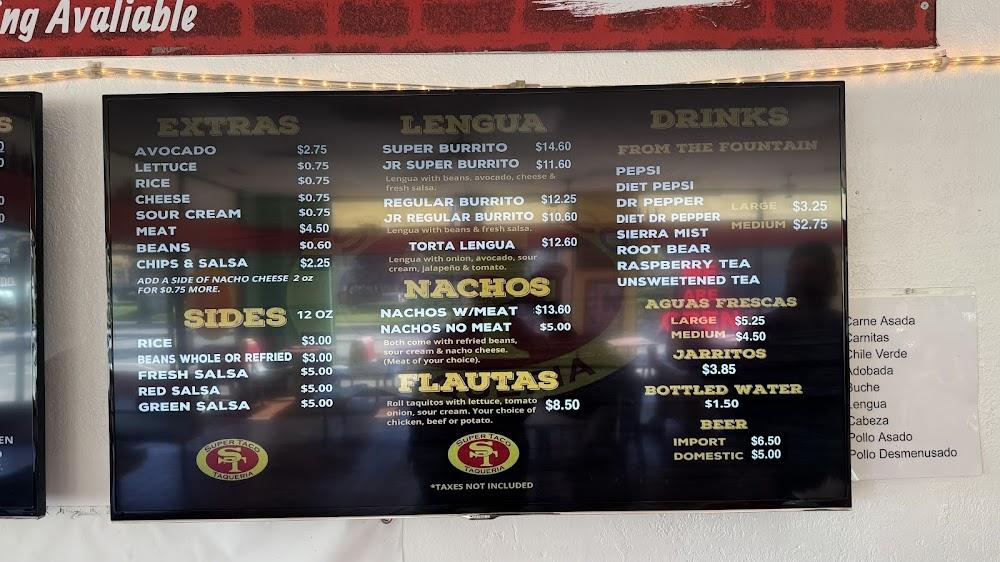 ng Avaliable
EXTRAS
AVOCADO $2.75
LETTUCE $0.75
RICE $0.75
CHEESE $0.75
SOUR CREAM $0.75
MEAT $4.50
BEANS $0.60
CHIPS & SALSA $2.25
ADD A SIDE OF NACHO CHEESE 2 oz
FOR $0.75 MORE.
SIDES 12 OZ
RICE $3.00
BEANS WHOLE OR REFRIED $3.00
FRESH SALSA $5.00
RED SALSA $5.00
GREEN SALSA $5.00
SUPER TACO
ST
TAQUERIA
LENGUA
SUPER BURRITO $14.60
JR SUPER BURRITO $11.60
Lengua with beans, avocado, cheese &
fresh salsa.
REGULAR BURRITO $12.25
JR REGULAR BURRITO $10.60
Lengua with beans & fresh salsa.
TORTA LENGUA $12.60
Lengua with onion, avocado, sour
cream, jalapeño & tomato.
NACHOS
NACHOS W/MEAT $13.60
NACHOS NO MEAT $5.00
Both come with refried beans,
sour cream & nacho cheese.
(Meat of your choice).
FLAUTAS
Roll taquitos with lettuce, tomato
onion, sour cream. Your choice of
chicken, beef or potato.
$8.50
SUPER TACO
ST
TAQUERIA
*TAXES NOT INCLUDED
DRINKS
FROM THE FOUNTAIN
PEPSI
DIET PEPSI
DR PEPPER
DIET DR PEPPER
SIERRA MIST
ROOT BEAR
RASPBERRY TEA
UNSWEETENED TEA
LARGE $3.25
MEDIUM $2.75
AGUAS FRESCAS
LARGE $5.25
MEDIUM $4.50
JARRITOS
$3.85
BOTTLED WATER
$1.50
BEER
IMPORT $6.50
DOMESTIC $5.00
Carne Asada
Carnitas
Chile Verde
Adobada
Buche
Lengua
Cabeza
Pollo Asado
Pollo Desmenusado